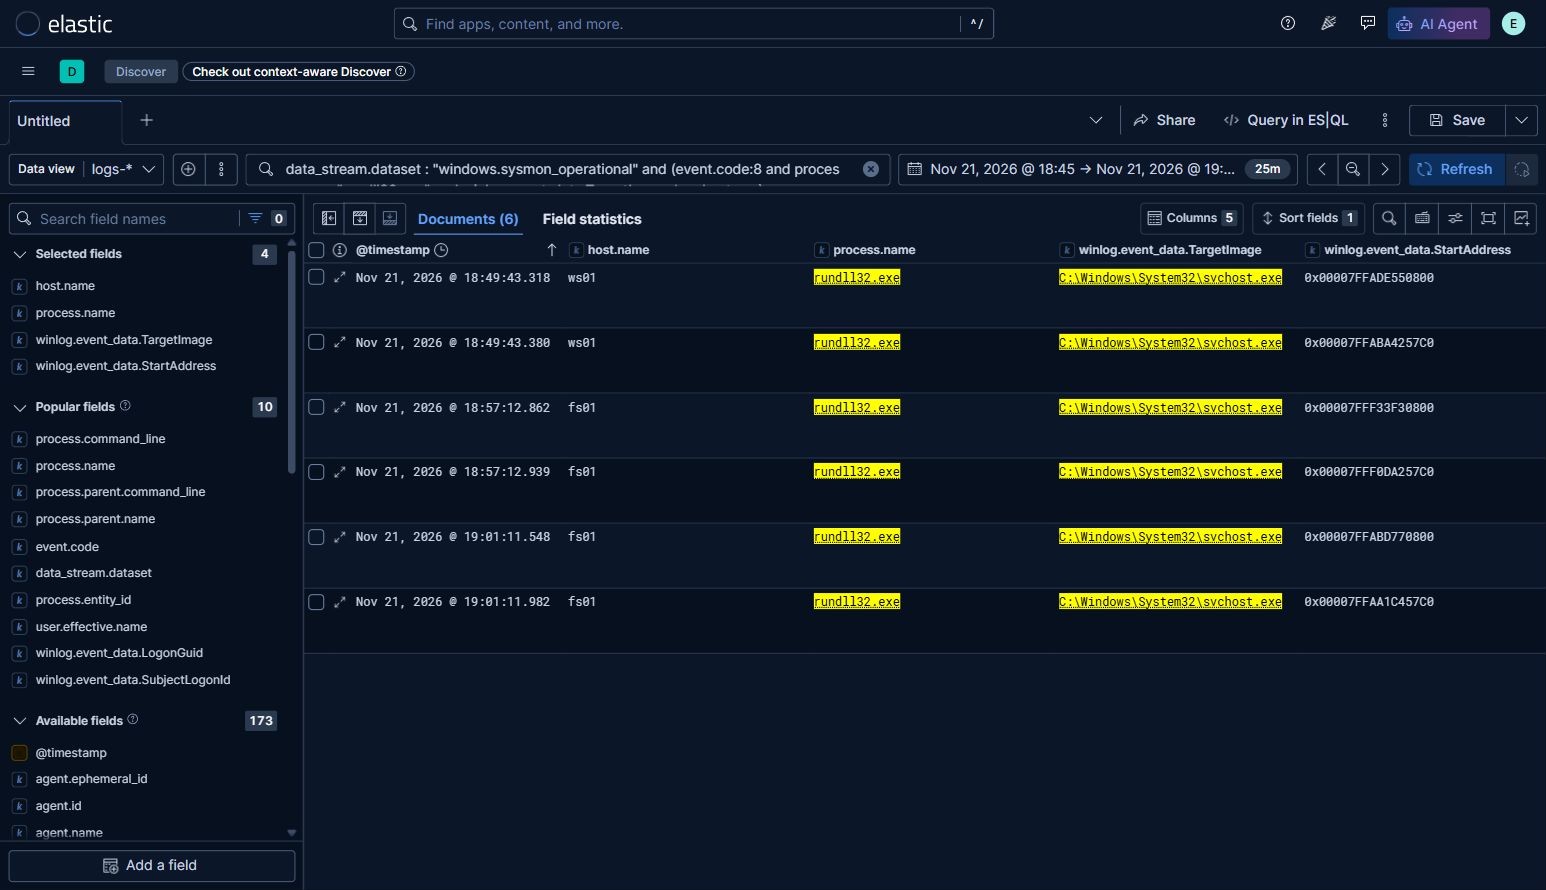 elastic
Find apps, content, and more.
^/
AI Agent
E
D
Discover
Check out context-aware Discover
Untitled
Share
Query in ES|QL
Save
Data view
logs-*
data_stream.dataset : "windows.sysmon_operational" and (event.code:8 and proces
Nov 21, 2026 @ 18:45 → Nov 21, 2026 @ 19:...
25m
Refresh
Search field names
0
Documents (6)
Field statistics
Columns 5
Sort fields 1
Selected fields
4
k host.name
k process.name
k winlog.event_data.TargetImage
k winlog.event_data.StartAddress
Popular fields
10
k process.command_line
k process.name
k process.parent.command_line
k process.parent.name
k event.code
k data_stream.dataset
k process.entity_id
k user.effective.name
k winlog.event_data.LogonGuid
k winlog.event_data.SubjectLogonId
Available fields
173
@timestamp
k agent.ephemeral_id
k agent.id
k agent.name
Add a field
@timestamp k host.name k process.name k winlog.event_data.TargetImage k winlog.event_data.StartAddress
Nov 21, 2026 @ 18:49:43.318 ws01 rundll32.exe C:\Windows\System32\svchost.exe 0x00007FFADE550800
Nov 21, 2026 @ 18:49:43.380 ws01 rundll32.exe C:\Windows\System32\svchost.exe 0x00007FFABA4257C0
Nov 21, 2026 @ 18:57:12.862 fs01 rundll32.exe C:\Windows\System32\svchost.exe 0x00007FFF33F30800
Nov 21, 2026 @ 18:57:12.939 fs01 rundll32.exe C:\Windows\System32\svchost.exe 0x00007FFF0DA257C0
Nov 21, 2026 @ 19:01:11.548 fs01 rundll32.exe C:\Windows\System32\svchost.exe 0x00007FFABD770800
Nov 21, 2026 @ 19:01:11.982 fs01 rundll32.exe C:\Windows\System32\svchost.exe 0x00007FFAA1C457C0